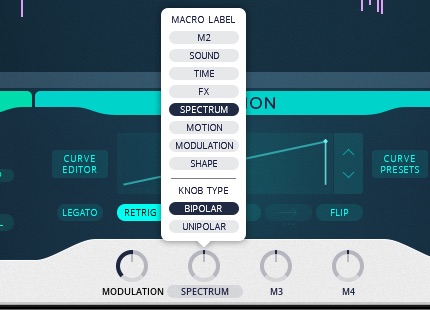 MACRO LABEL
M2
SOUND
TIME
FX
SPECTRUM
MOTION
MODULATION
SHAPE
KNOB TYPE
BIPOLAR
UNIPOLAR
ION
CURVE
EDITOR
CURVE
PRESETS
LEGATO
RETRIG
FLIP
MODULATION
SPECTRUM
M3
M4